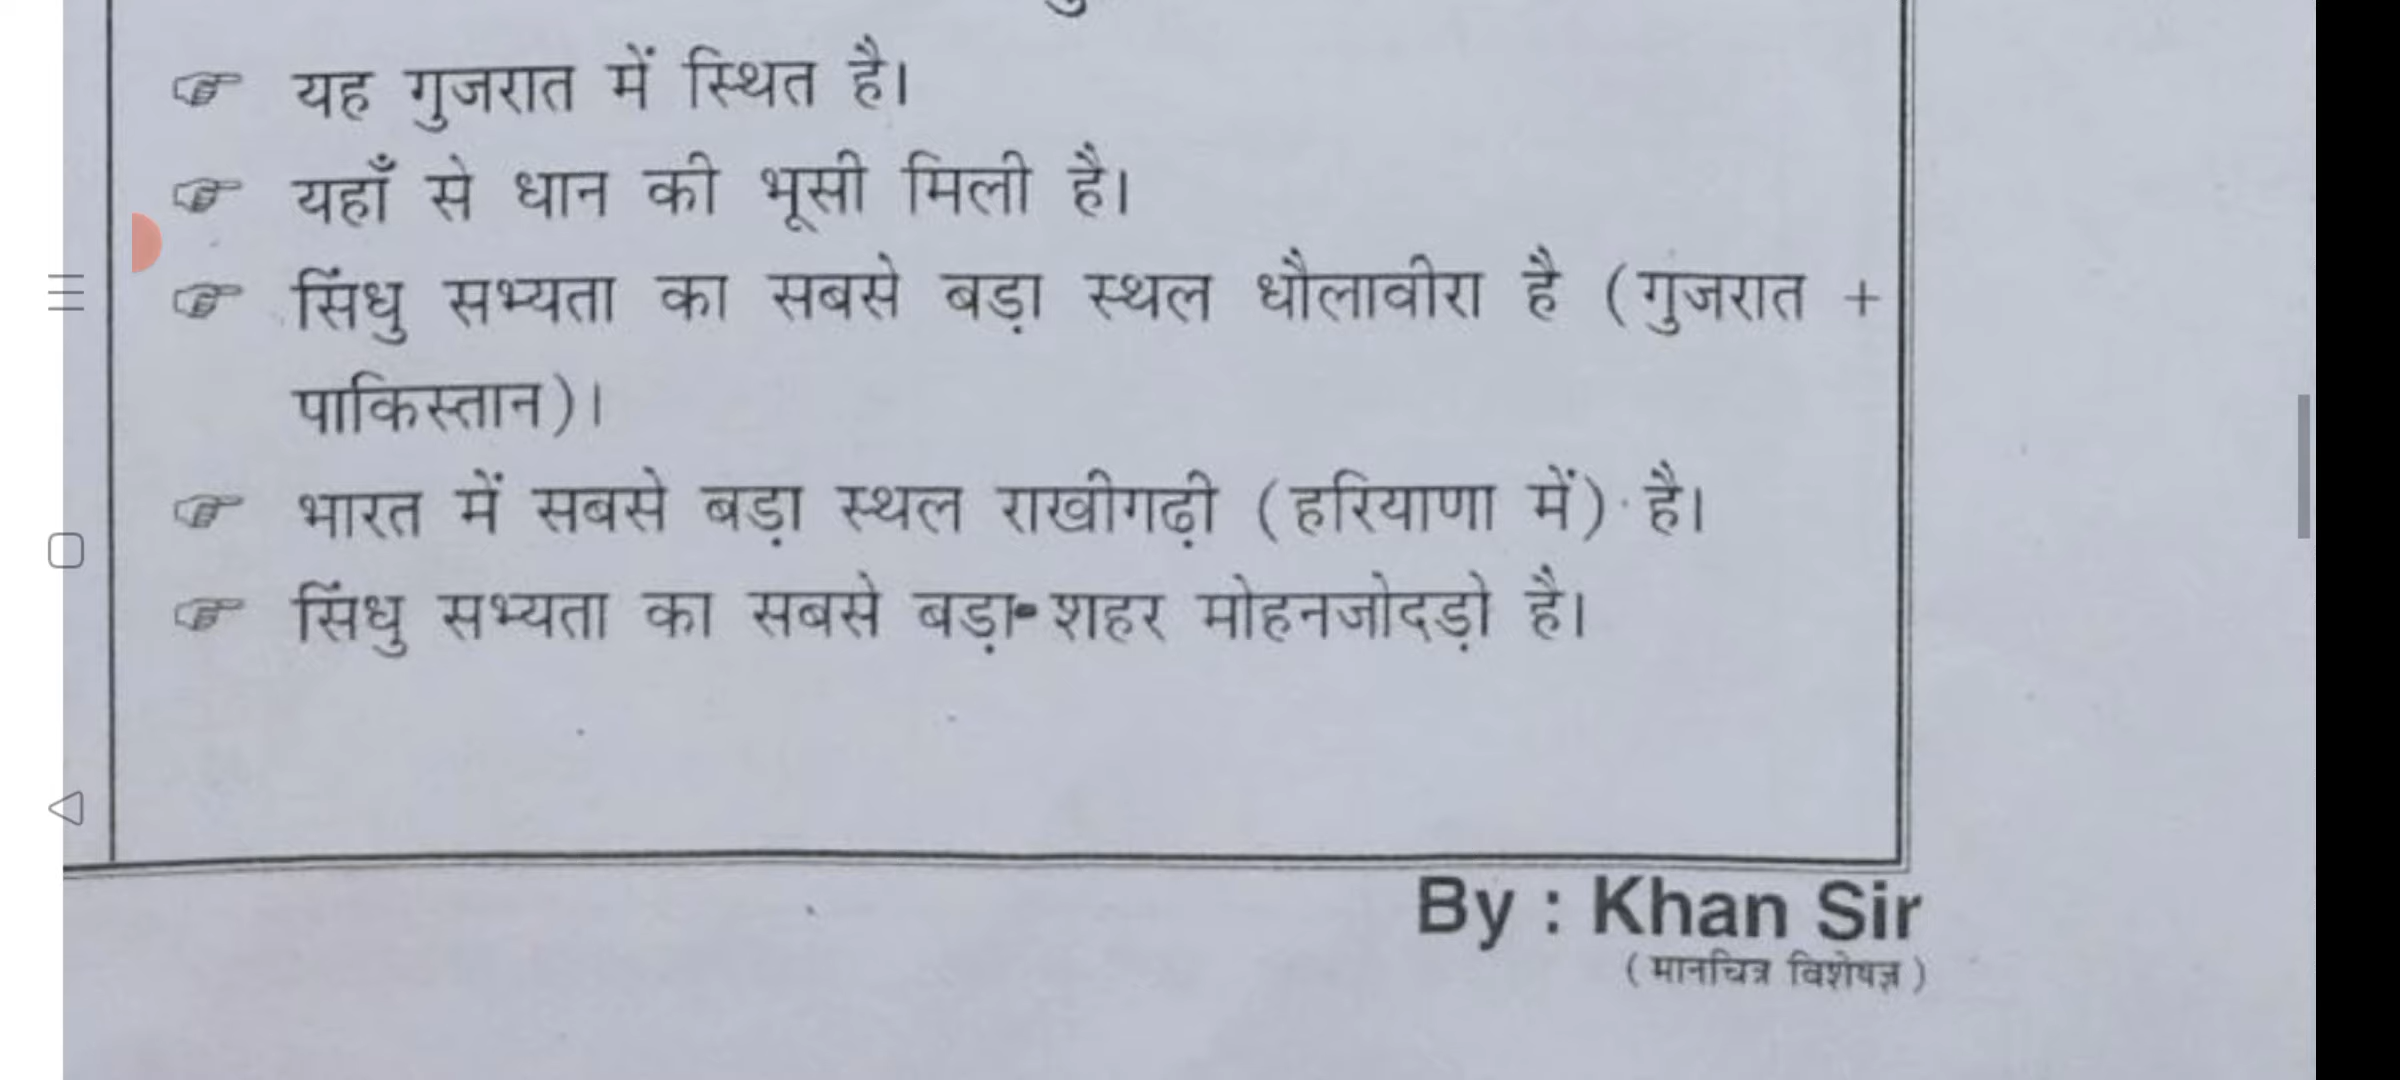 ☞ यह गुजरात में स्थित है।
☞ यहाँ से धान की भूसी मिली है।
☞ सिंधु सभ्यता का सबसे बड़ा स्थल धौलावीरा है (गुजरात +
पाकिस्तान)।
☞ भारत में सबसे बड़ा स्थल राखीगढ़ी (हरियाणा में) है।
☞ सिंधु सभ्यता का सबसे बड़ा शहर मोहनजोदड़ो है।
By : Khan Sir
(मानचित्र विशेषज्ञ)